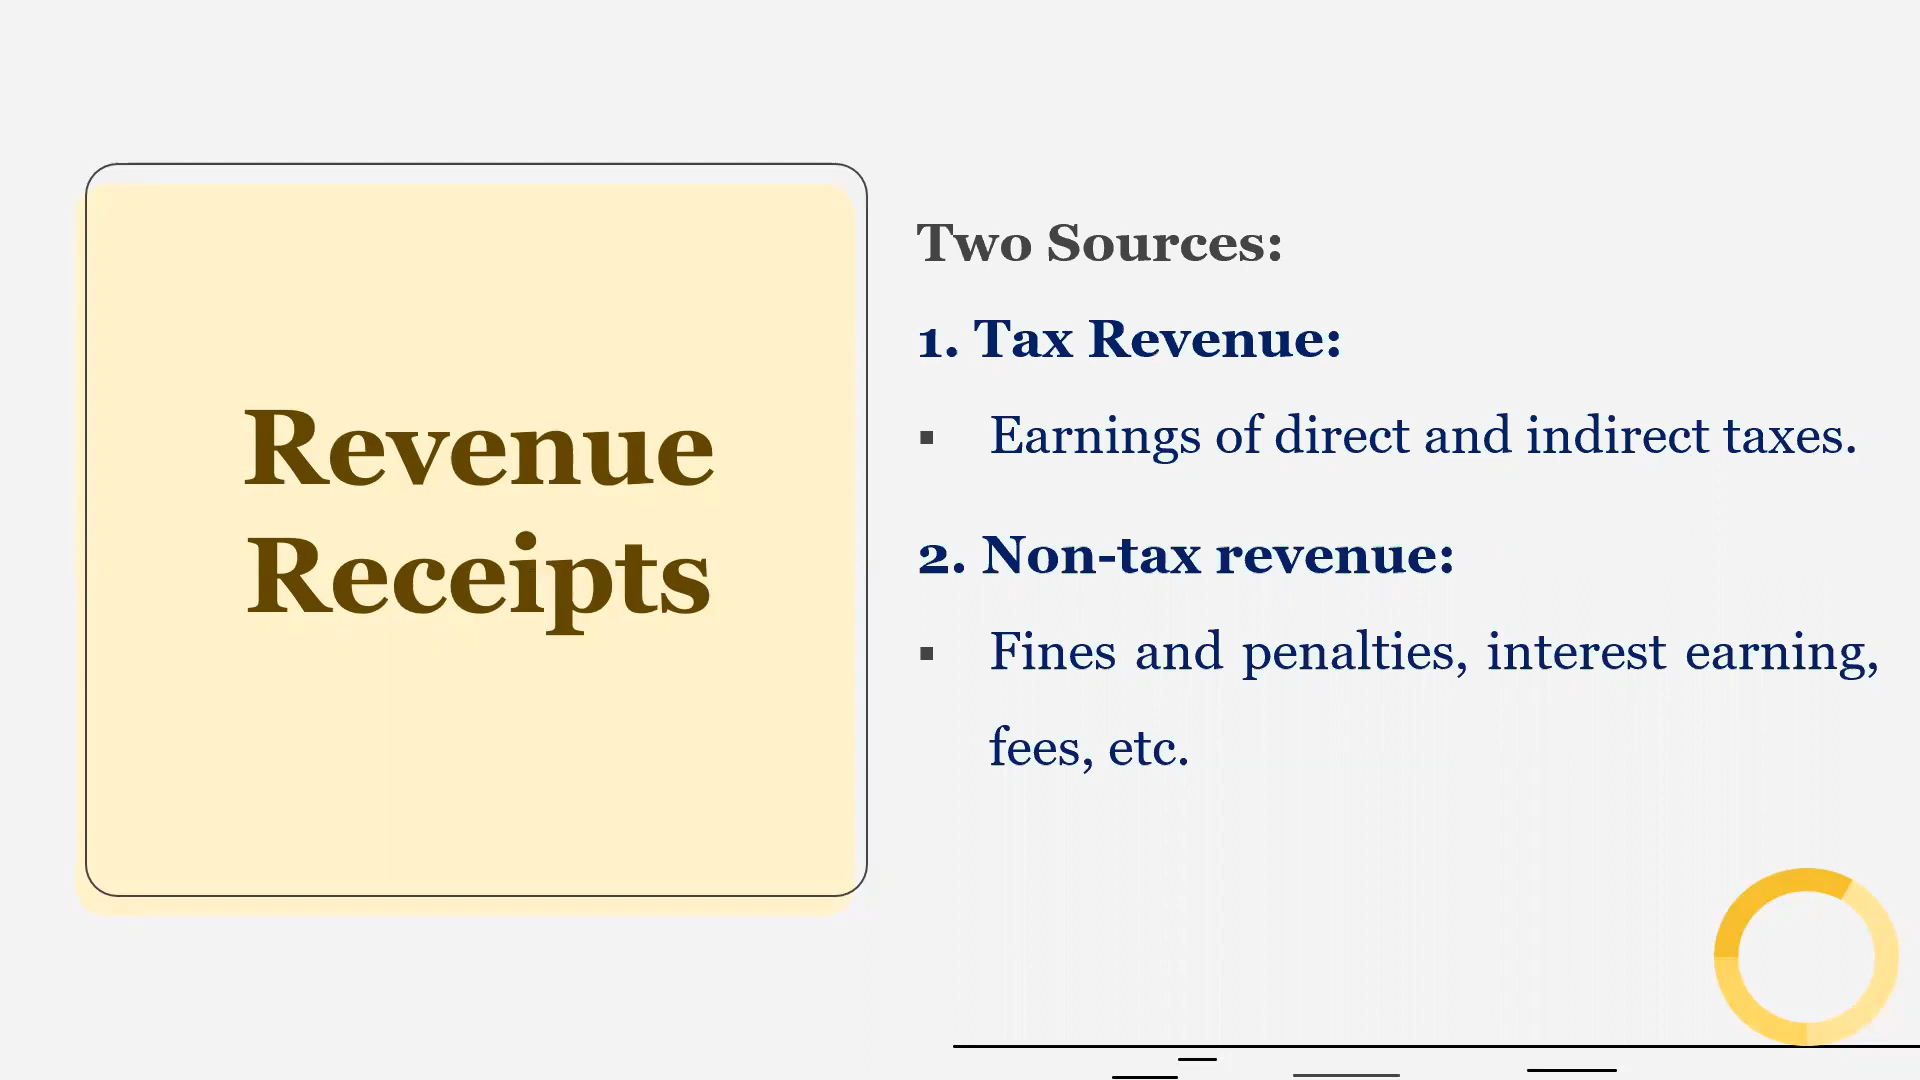 Revenue
Receipts
Two Sources:
1. Tax Revenue:
▪ Earnings of direct and indirect taxes.
2. Non-tax revenue:
▪ Fines and penalties, interest earning,
fees, etc.